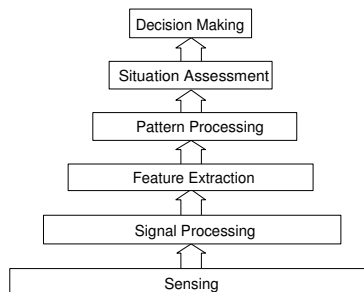 Decision Making
Situation Assessment
Pattern Processing
Feature Extraction
Signal Processing
Sensing